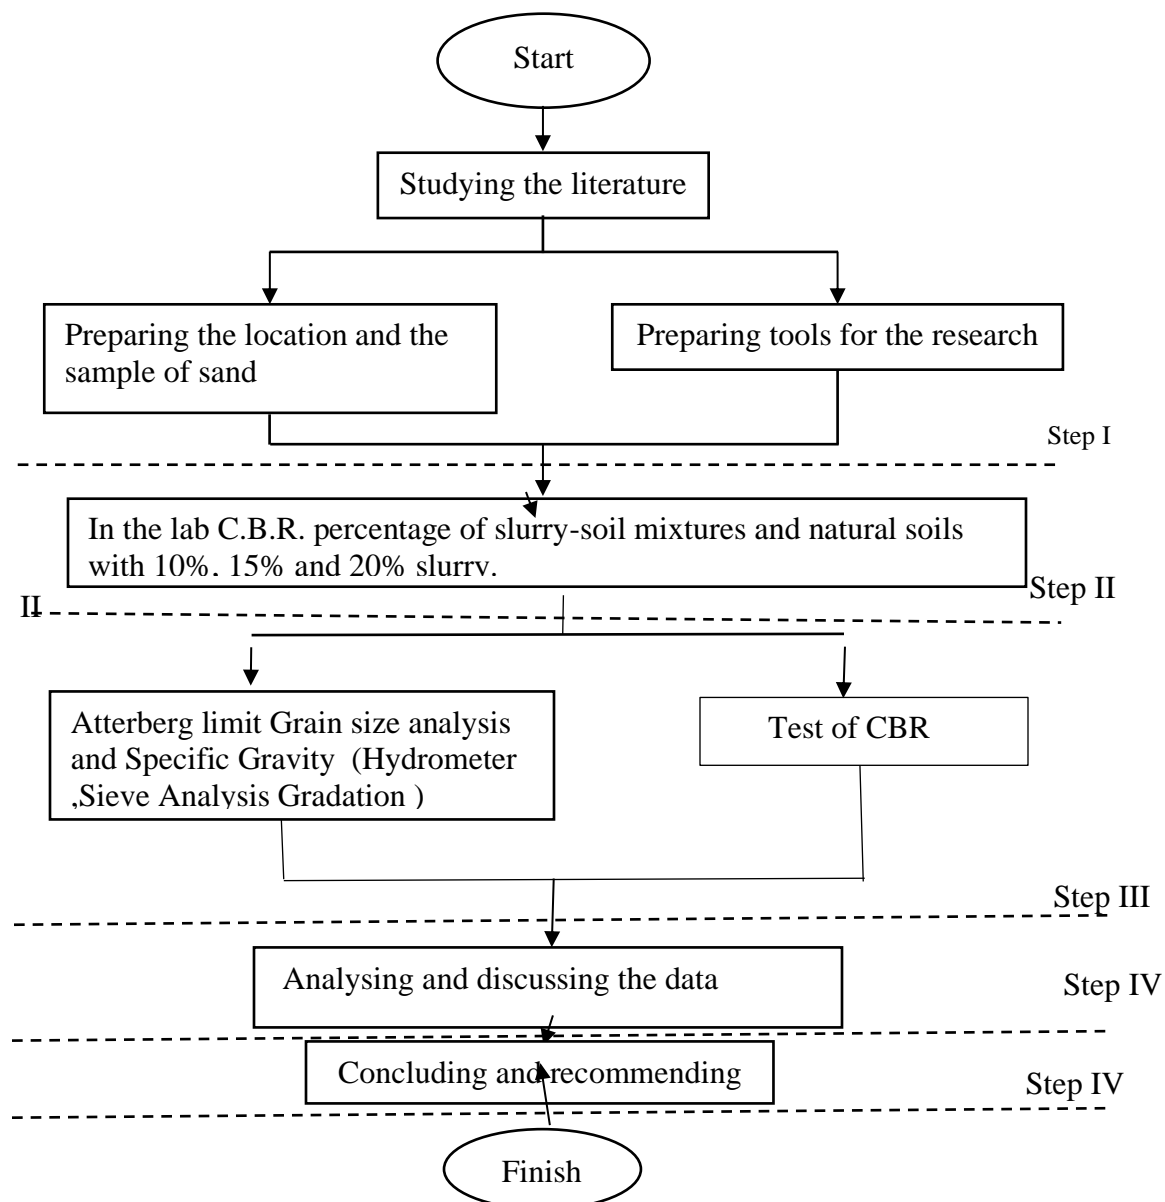 Start
Studying the literature
Preparing the location and the
sample of sand
Preparing tools for the research
Step I
In the lab C.B.R. percentage of slurry-soil mixtures and natural soils
with 10%, 15% and 20% slurry.
Step II
II
Atterberg limit Grain size analysis
and Specific Gravity (Hydrometer
,Sieve Analysis Gradation )
Test of CBR
Step III
Analysing and discussing the data
Step IV
Concluding and recommending
Step IV
Finish